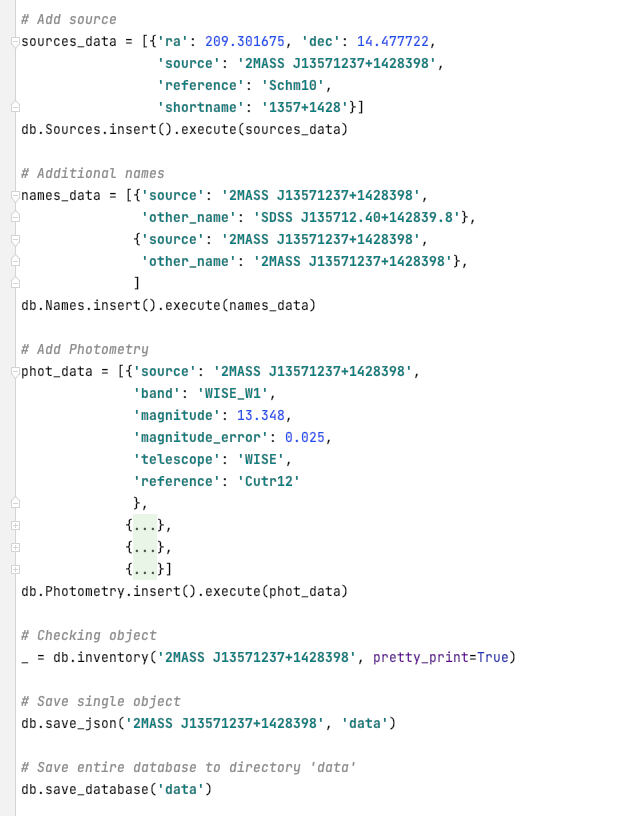 # Add source
sources_data = [{'ra': 209.301675, 'dec': 14.477722,
                 'source': '2MASS J13571237+1428398',
                 'reference': 'Schm10',
                 'shortname': '1357+1428'}]
db.Sources.insert().execute(sources_data)

# Additional names
names_data = [{'source': '2MASS J13571237+1428398',
               'other_name': 'SDSS J135712.40+142839.8'},
              {'source': '2MASS J13571237+1428398',
               'other_name': '2MASS J13571237+1428398'},
              ]
db.Names.insert().execute(names_data)

# Add Photometry
phot_data = [{'source': '2MASS J13571237+1428398',
              'band': 'WISE_W1',
              'magnitude': 13.348,
              'magnitude_error': 0.025,
              'telescope': 'WISE',
              'reference': 'Cutr12'
              },
             {...},
             {...},
             {...}]
db.Photometry.insert().execute(phot_data)

# Checking object
_ = db.inventory('2MASS J13571237+1428398', pretty_print=True)

# Save single object
db.save_json('2MASS J13571237+1428398', 'data')

# Save entire database to directory 'data'
db.save_database('data')